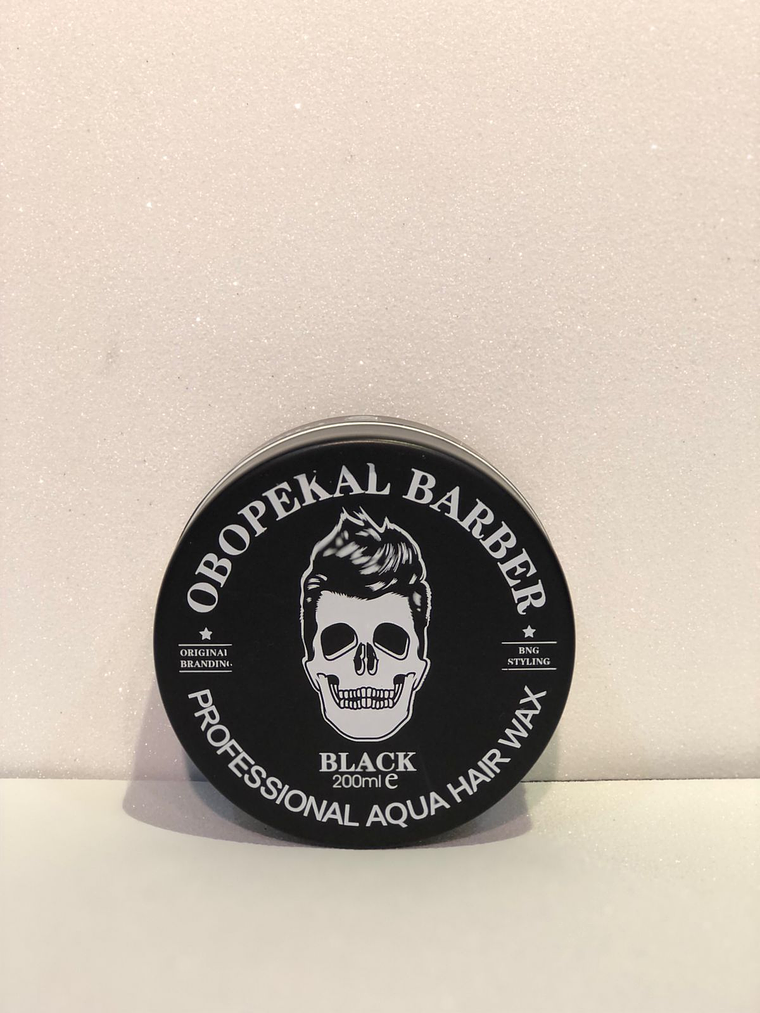 OBOPEKAL BARBER
ORIGINAL
BRANDING
BNG
STYLING
BLACK
200ml e
PROFESSIONAL AQUA HAIR WAX